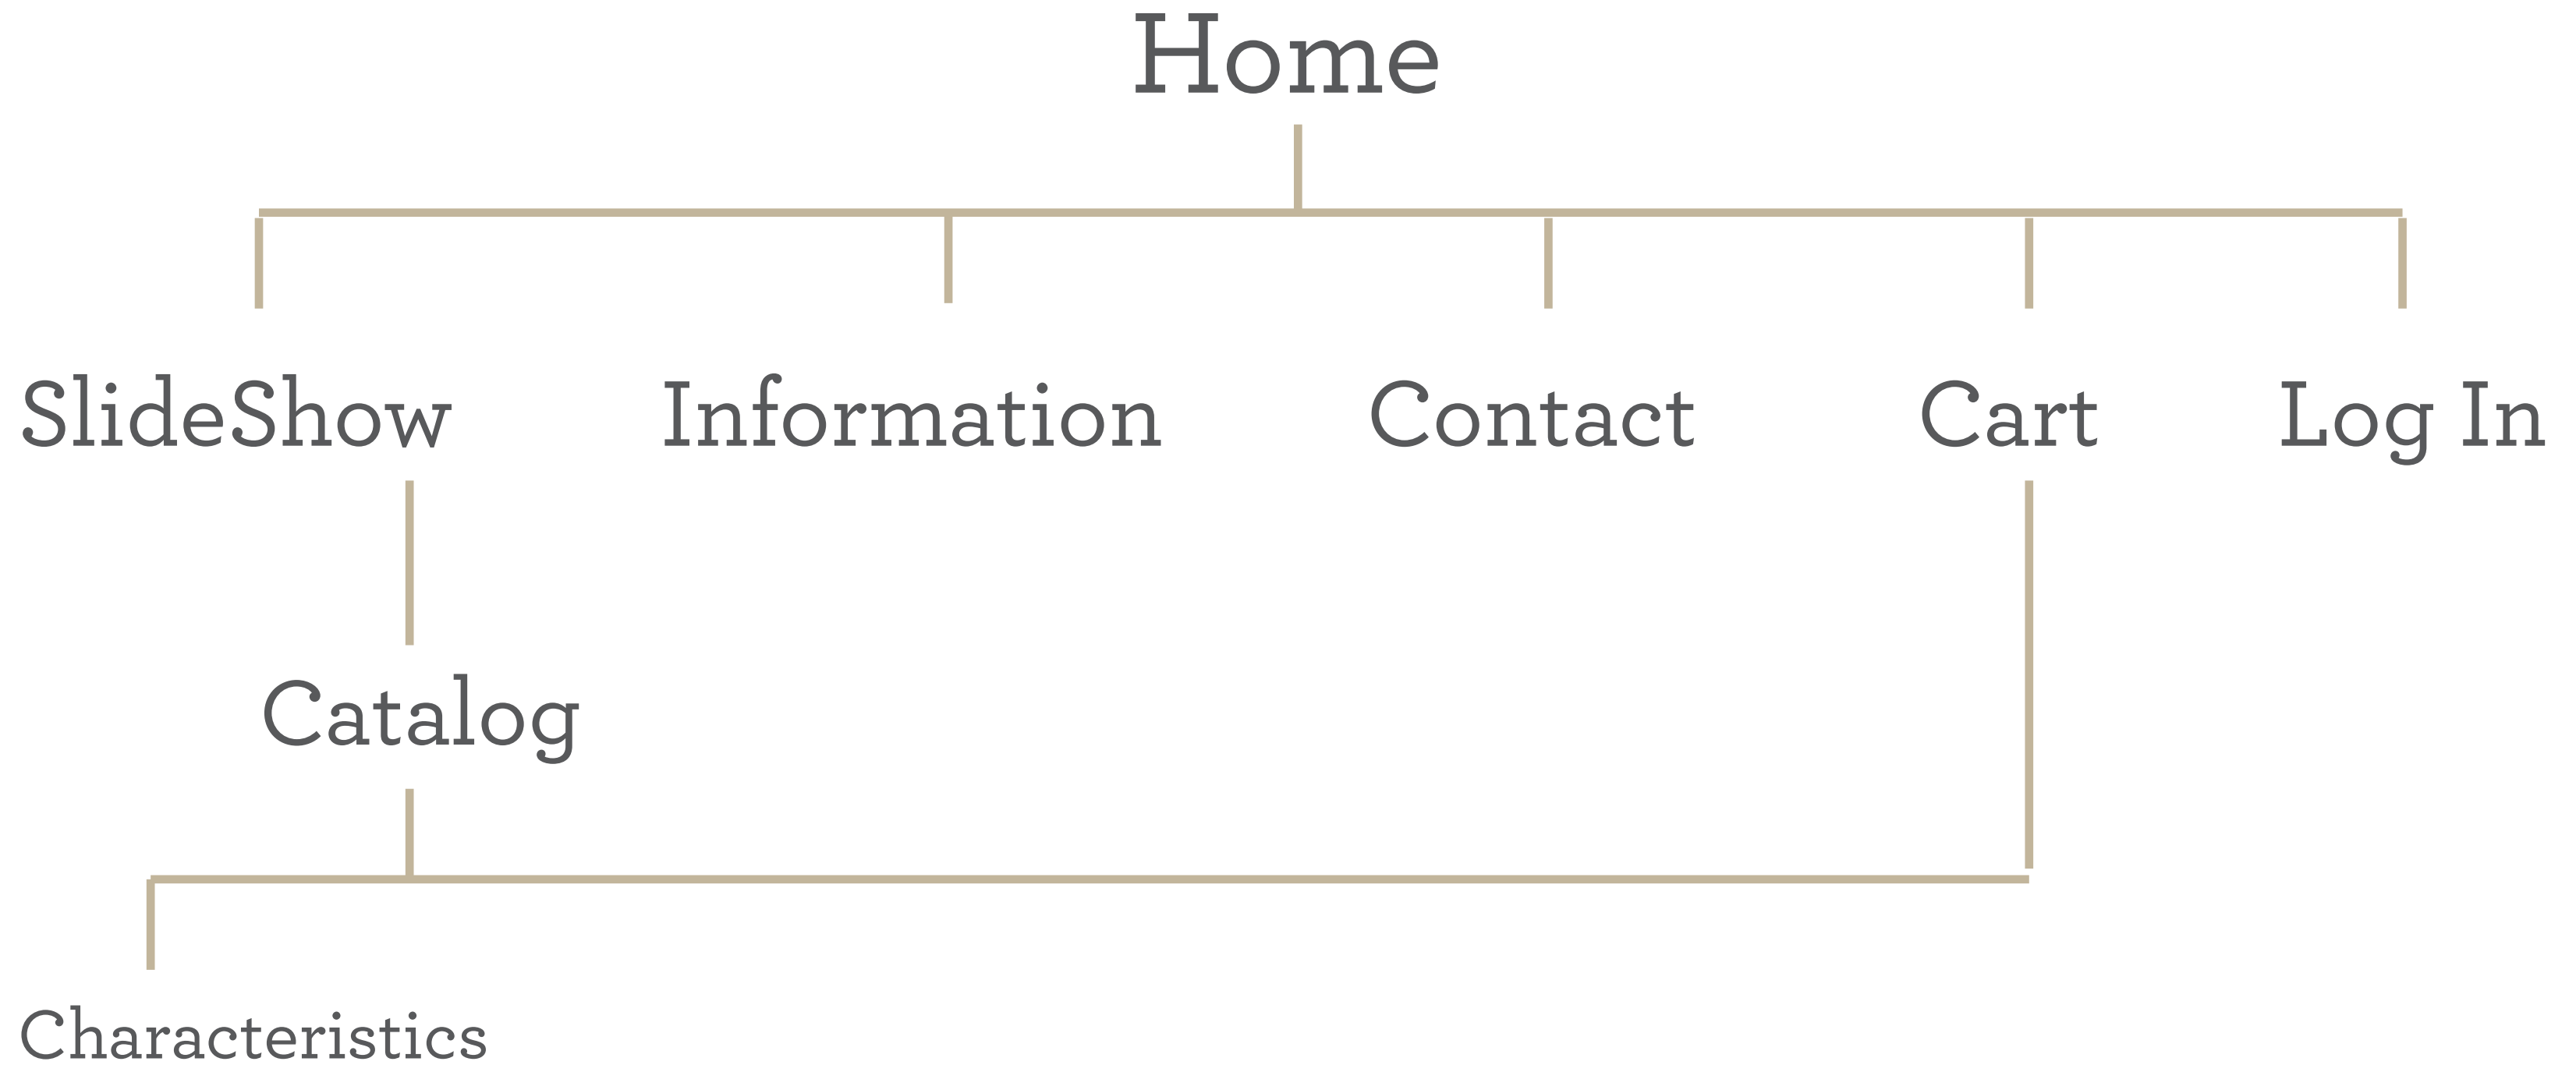 Home
SlideShow
Information
Contact
Cart
Log In
Catalog
Characteristics